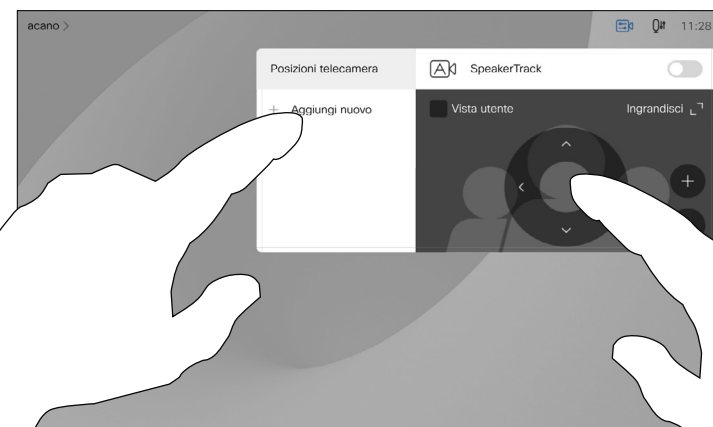 acano >
11:28
Posizioni telecamera
SpeakerTrack
+ Aggiungi nuovo
Vista utente
Ingrandisci